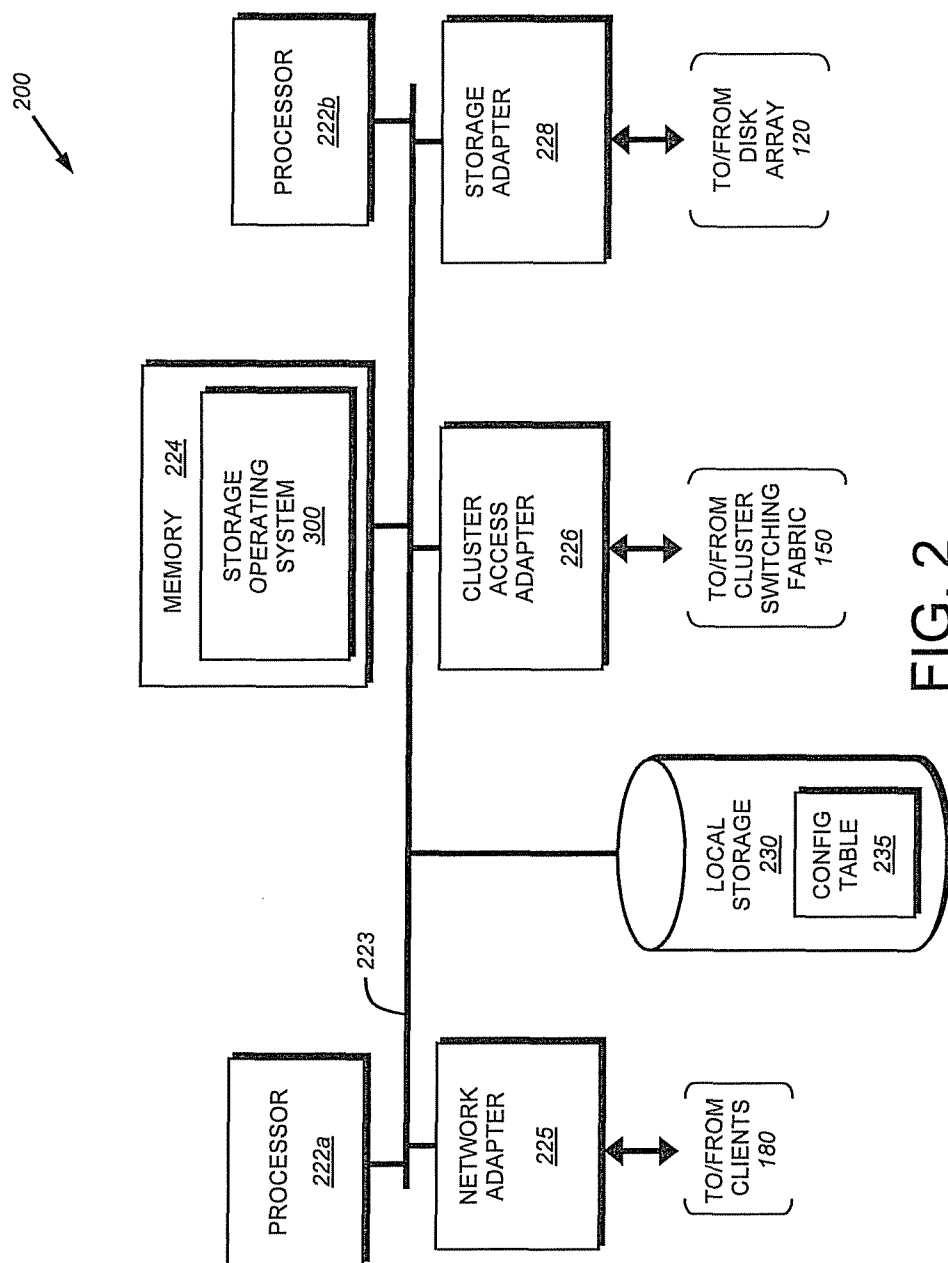 200
PROCESSOR
222a
MEMORY 224
STORAGE
OPERATING
SYSTEM
300
PROCESSOR
222b
223
NETWORK
ADAPTER
225
LOCAL
STORAGE
230
CONFIG
TABLE
235
CLUSTER
ACCESS
ADAPTER
226
STORAGE
ADAPTER
228
TO/FROM
CLIENTS
180
TO/FROM
CLUSTER
SWITCHING
FABRIC
150
TO/FROM
DISK
ARRAY
120
FIG. 2